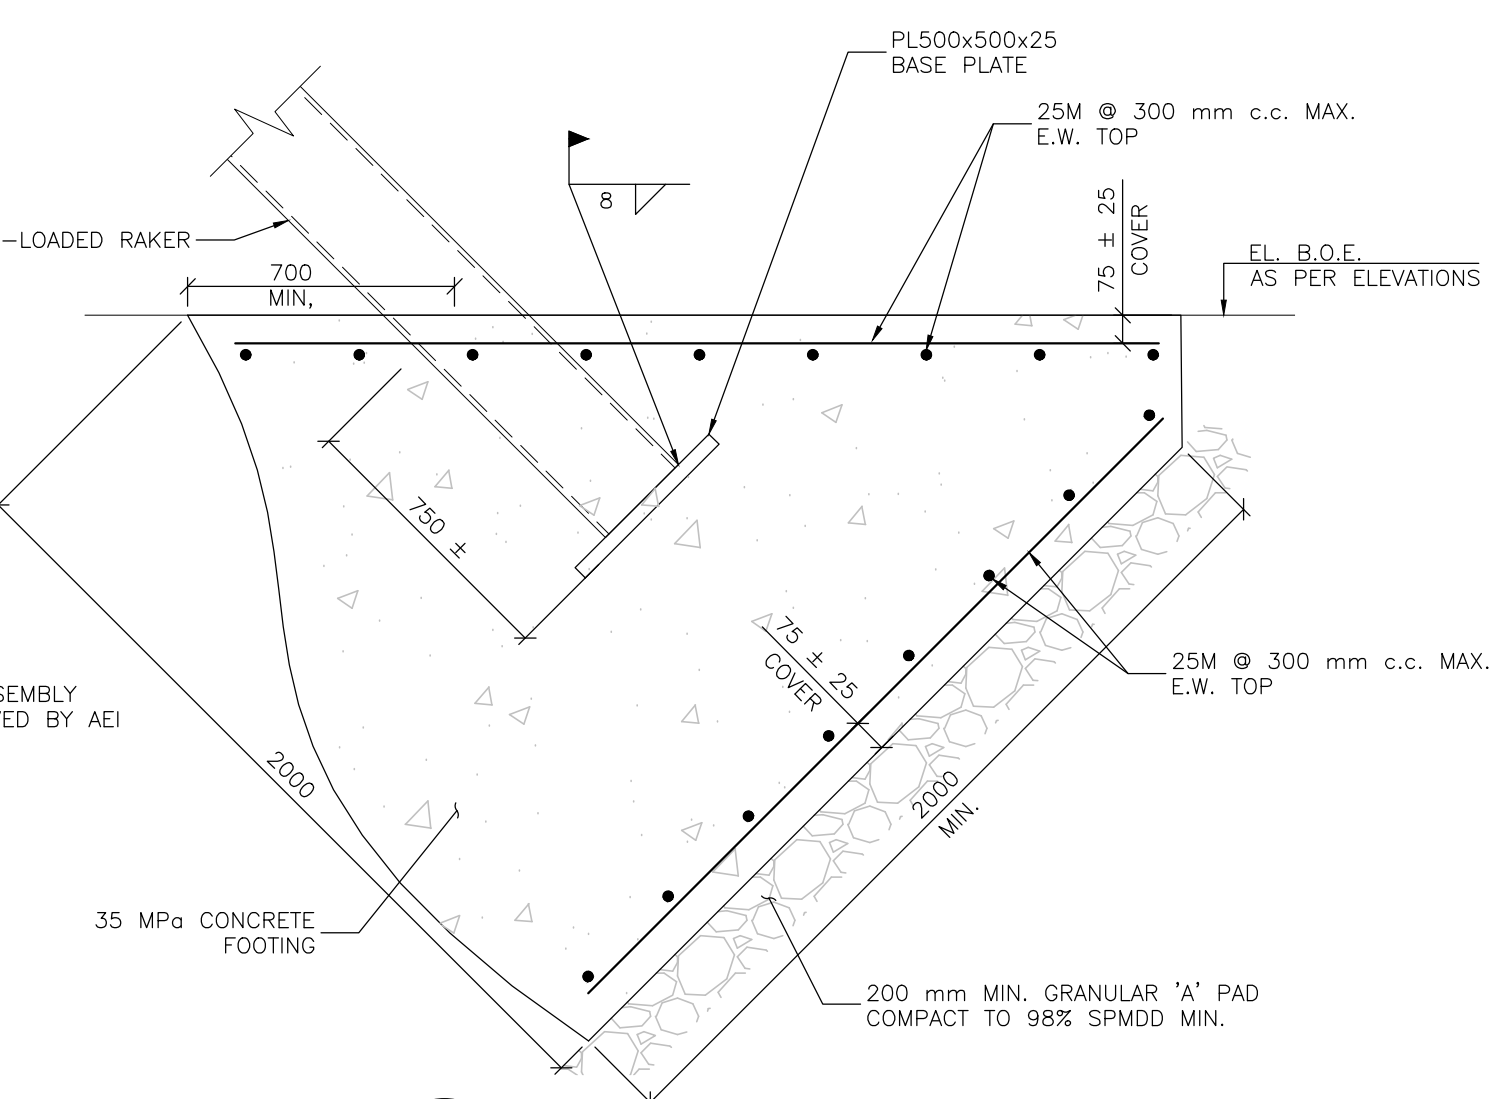 PL500x500x25
BASE PLATE
25M @ 300 mm c.c. MAX.
E.W. TOP
8
75 ± 25
COVER
-LOADED RAKER
700
MIN,
EL. B.O.E.
AS PER ELEVATIONS
750 ±
75 ± 25
COVER
25M @ 300 mm c.c. MAX.
E.W. TOP
BY AEI
2000
2000
MIN.
35 MPa CONCRETE
FOOTING
200 mm MIN. GRANULAR 'A' PAD
COMPACT TO 98% SPMDD MIN.